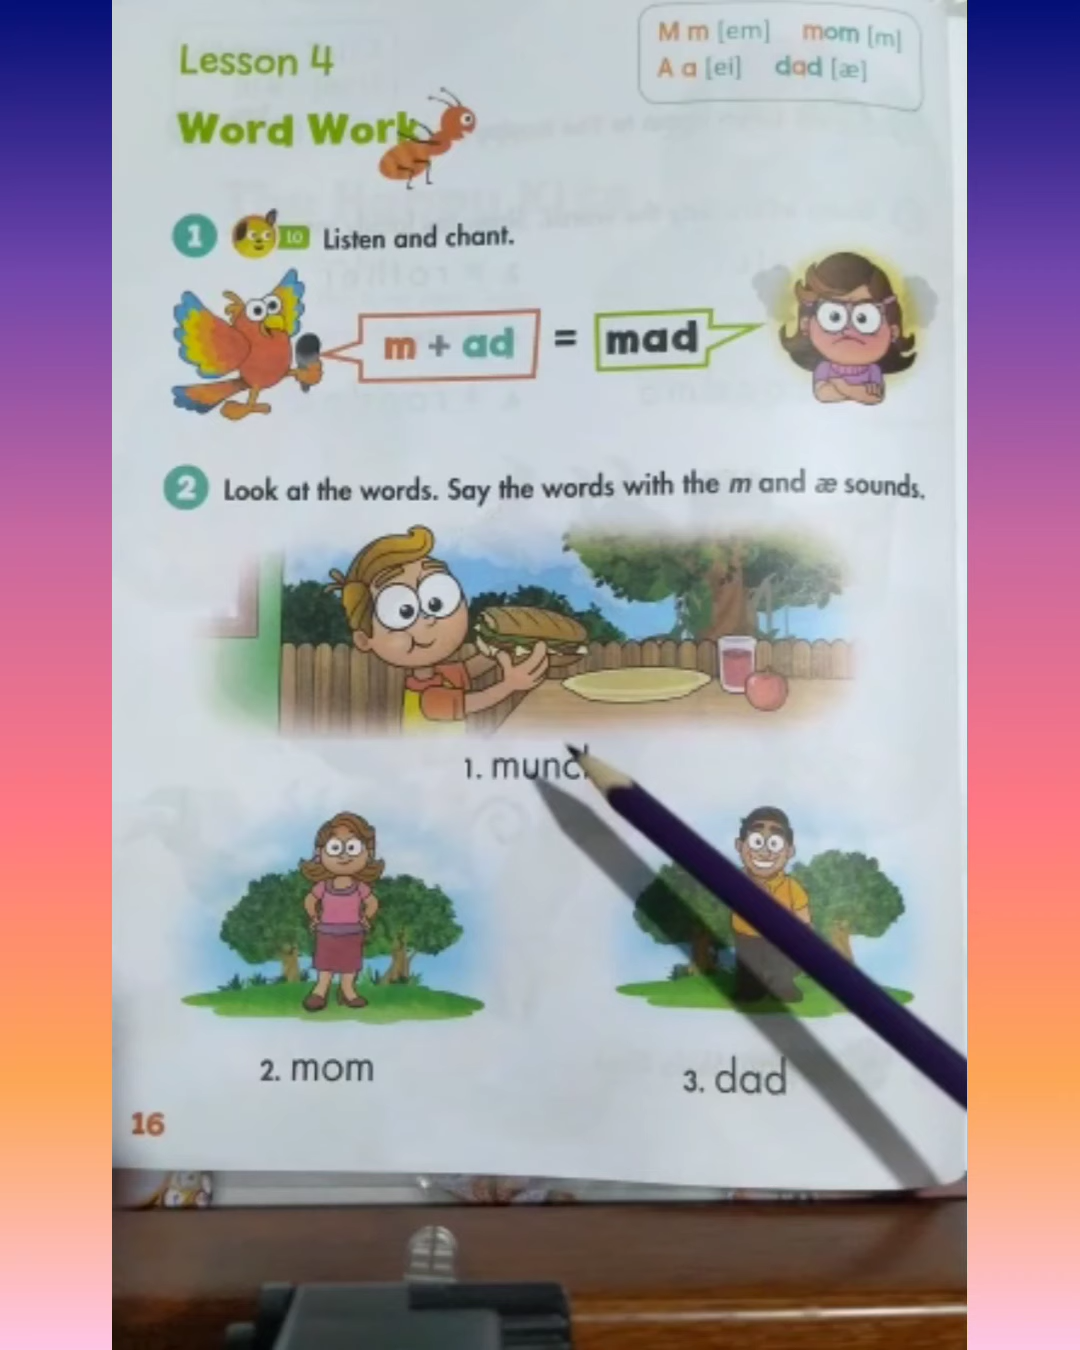 M m [em] mom [m]
A a [ei] dad [æ]
Lesson 4
Word Work
1 10 Listen and chant.
m + ad = mad
2 Look at the words. Say the words with the m and æ sounds.
1. munch
2. mom
3. dad
16